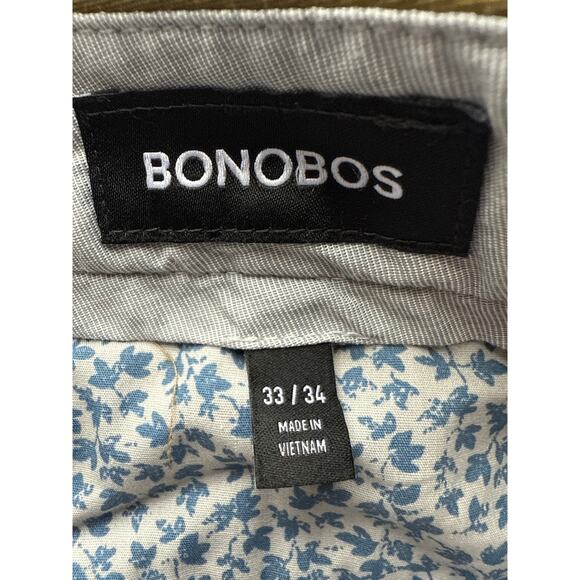 BONOBOS
33 / 34
MADE IN
VIETNAM